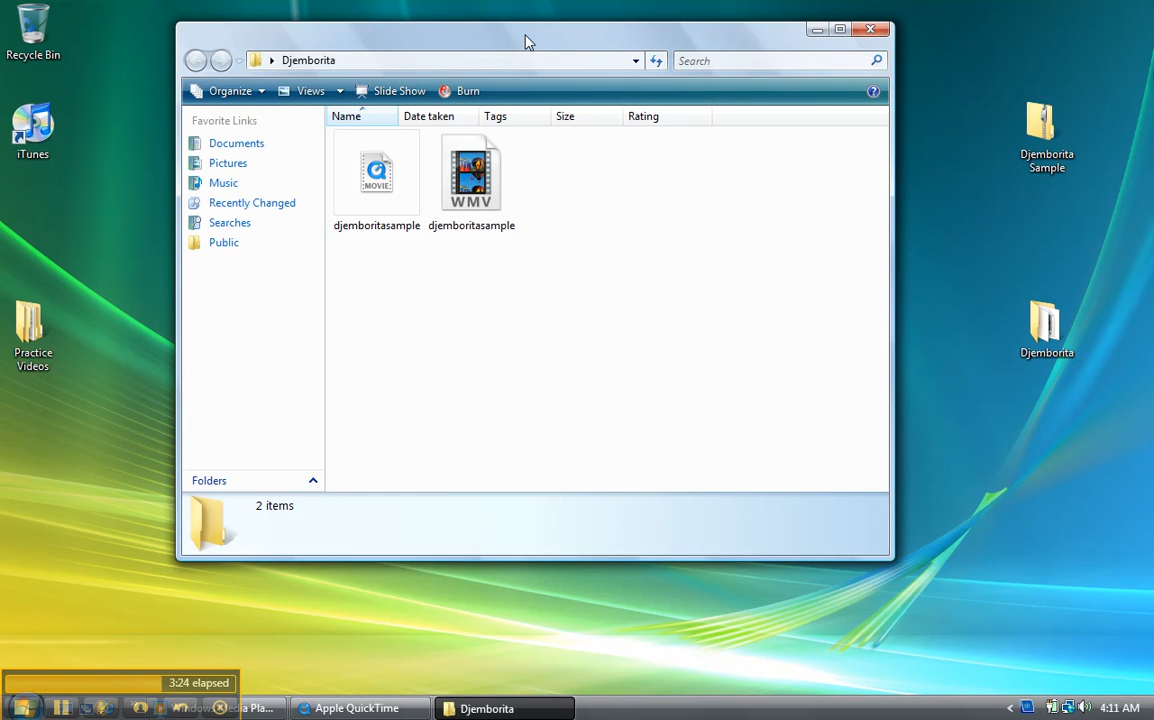 Recycle Bin
iTunes
Practice
Videos
Djemborita
Search
Organize
Views
Slide Show
Burn
Favorite Links
Documents
Pictures
Music
Recently Changed
Searches
Public
Folders
Name
Date taken
Tags
Size
Rating
MOVIE
djemboritasample
WMV
djemboritasample
2 items
Djemborita
Sample
Djemborita
3:24 elapsed
Apple QuickTime
Djemborita
4:11 AM